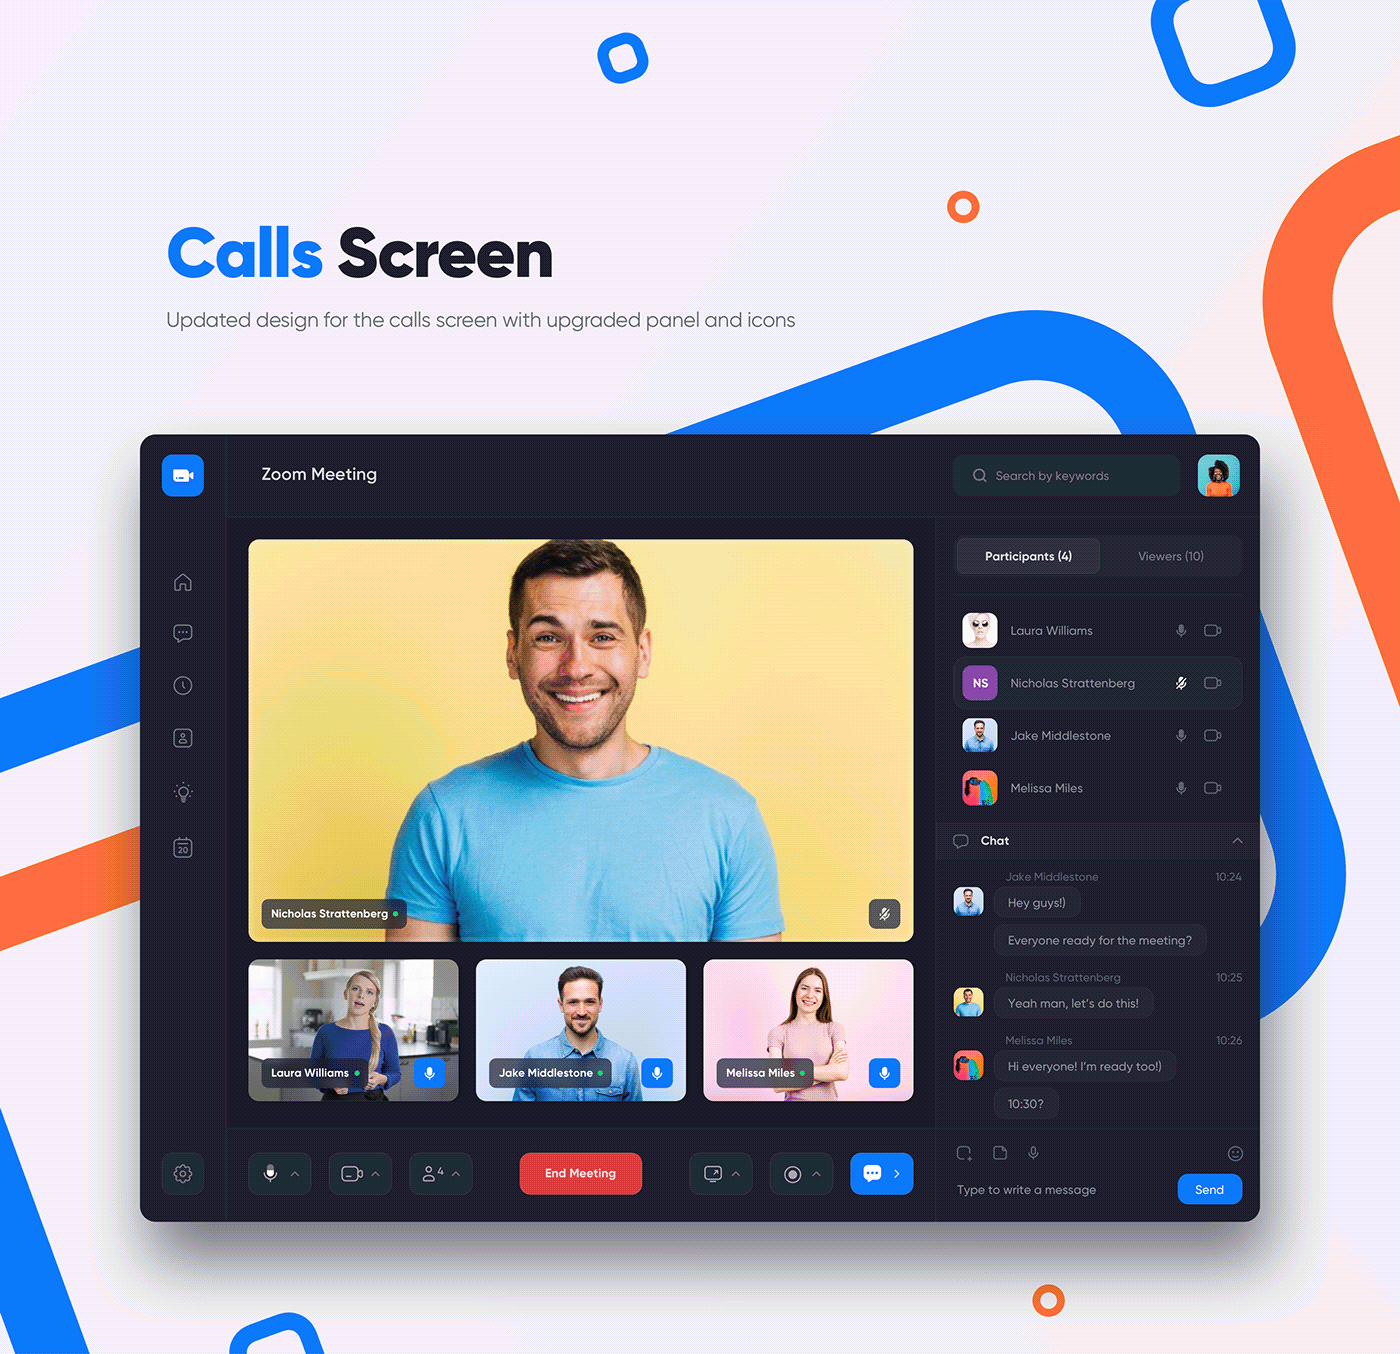 Calls Screen
Updated design for the calls screen with upgraded panel and icons
Zoom Meeting
Search by keywords
Participants (4)
Viewers (10)
Laura Williams
NS
Nicholas Strattenberg
Jake Middlestone
Melissa Miles
20
Nicholas Strattenberg
Laura Williams
Jake Middlestone
Melissa Miles
Chat
Jake Middlestone 10:24
Hey guys!)
Everyone ready for the meeting?
Nicholas Strattenberg 10:25
Yeah man, let's do this!
Melissa Miles 10:26
Hi everyone! I'm ready too!)
10:30?
4
End Meeting
Type to write a message
Send